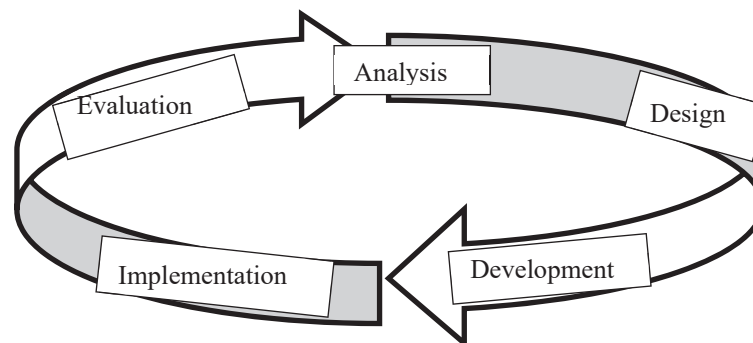 Analysis
Design
Development
Implementation
Evaluation